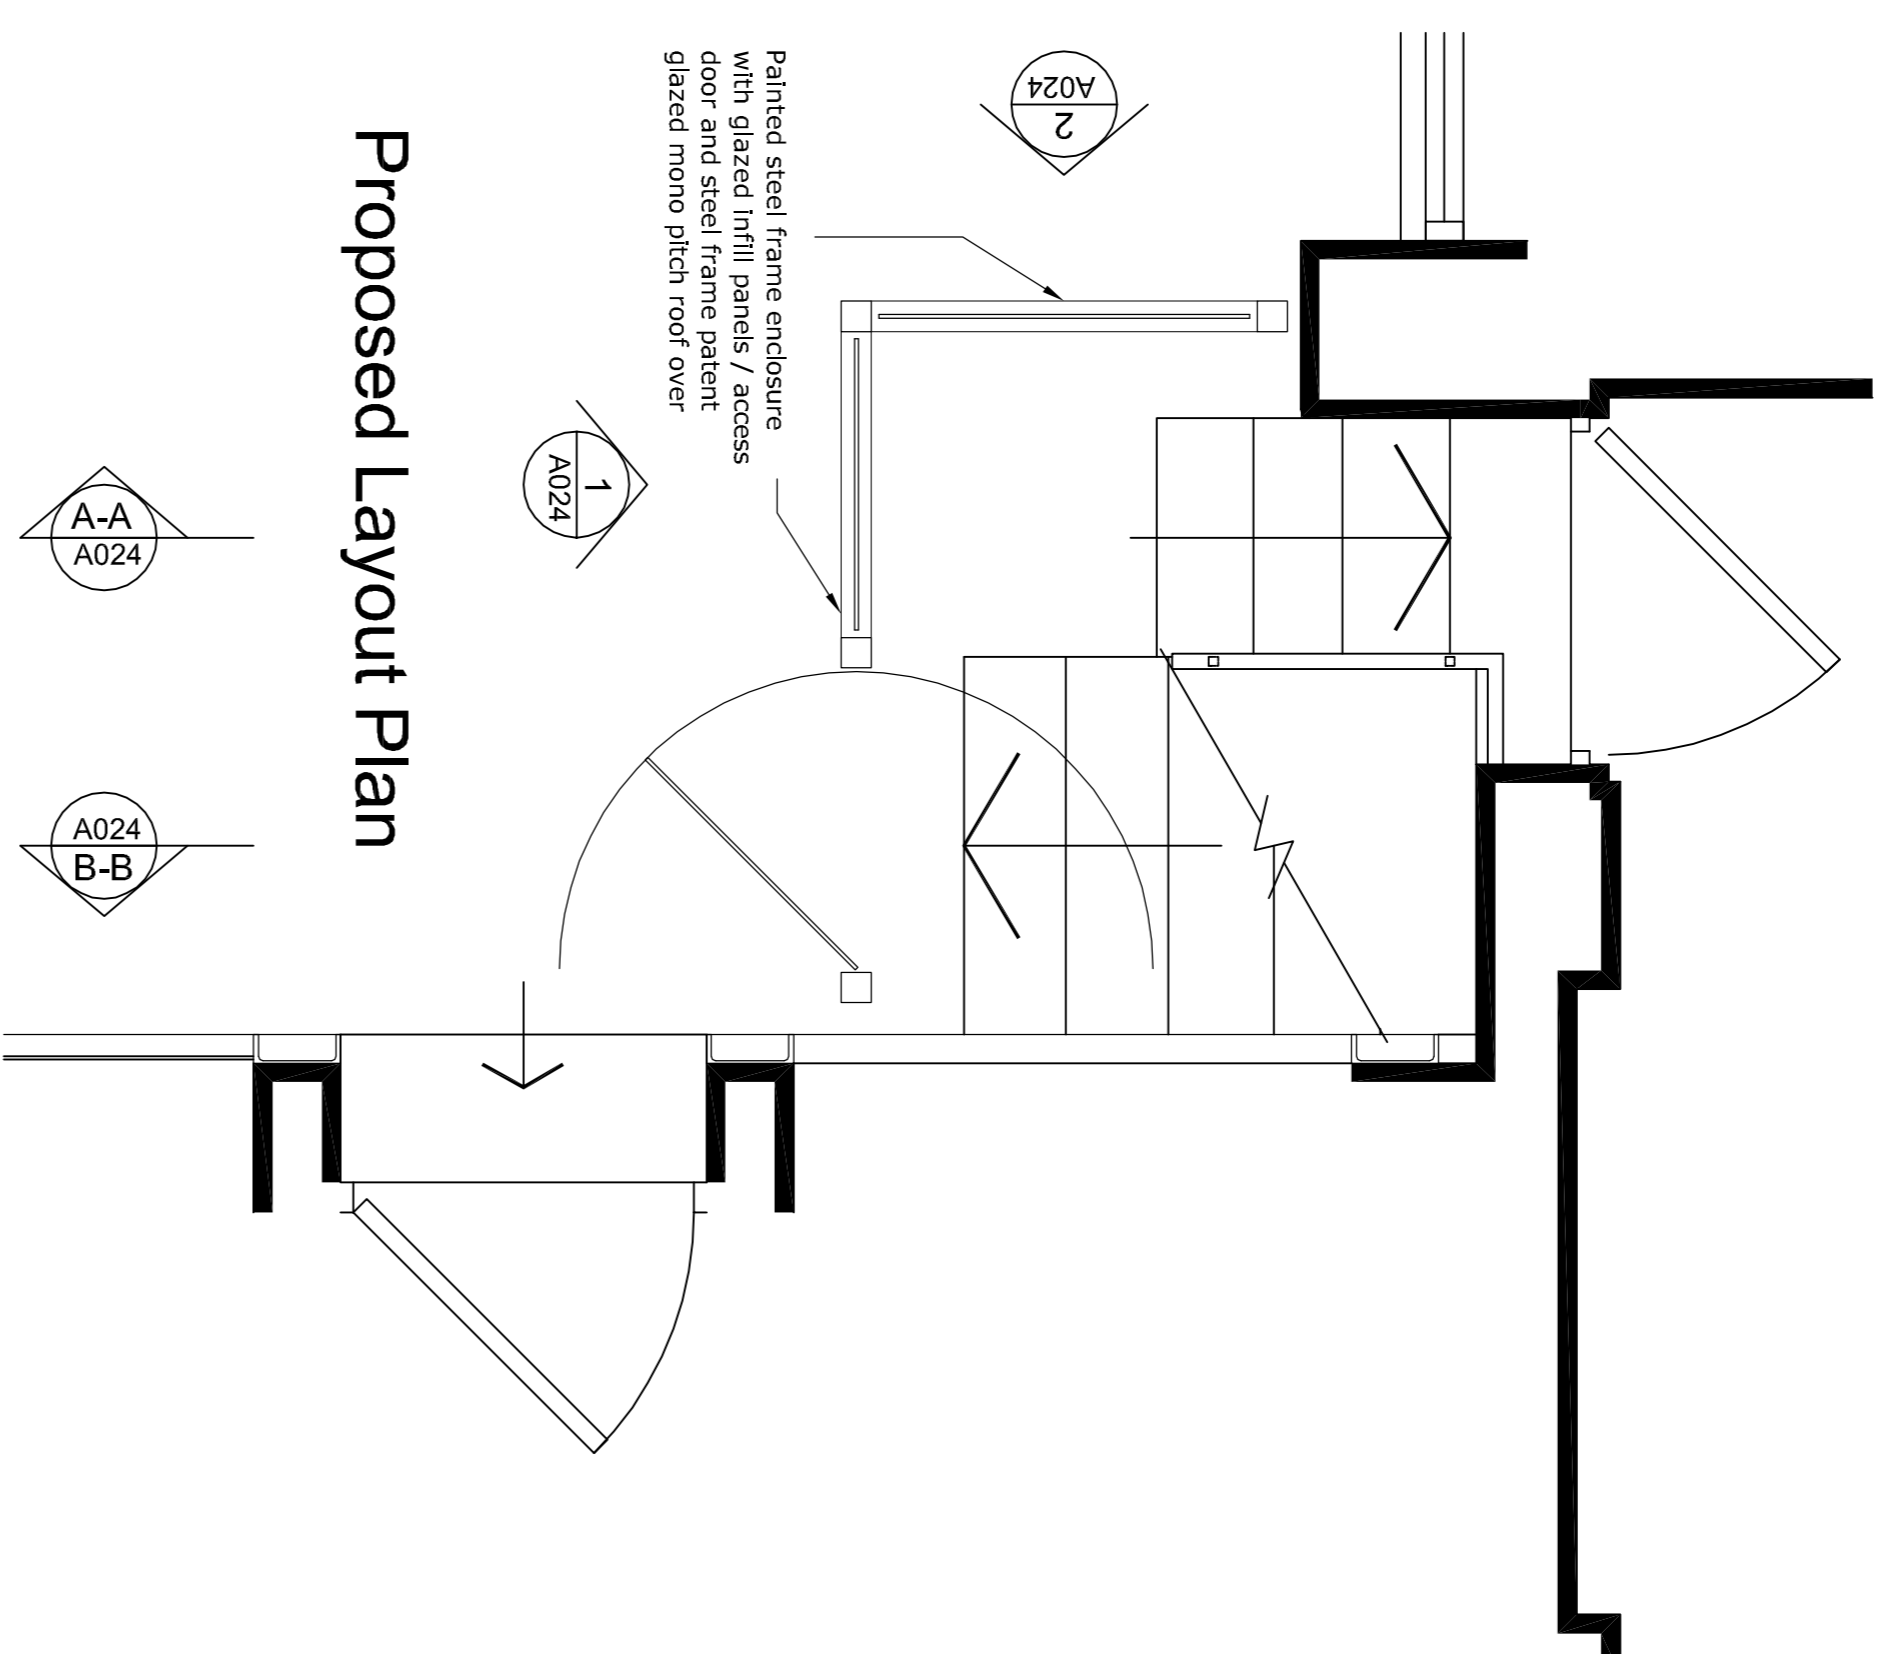 Painted steel frame enclosure
with glazed infill panels / access
door and steel frame patent
glazed mono pitch roof over
2
A024
1
A024
Proposed Layout Plan
A-A
A024
A024
B-B